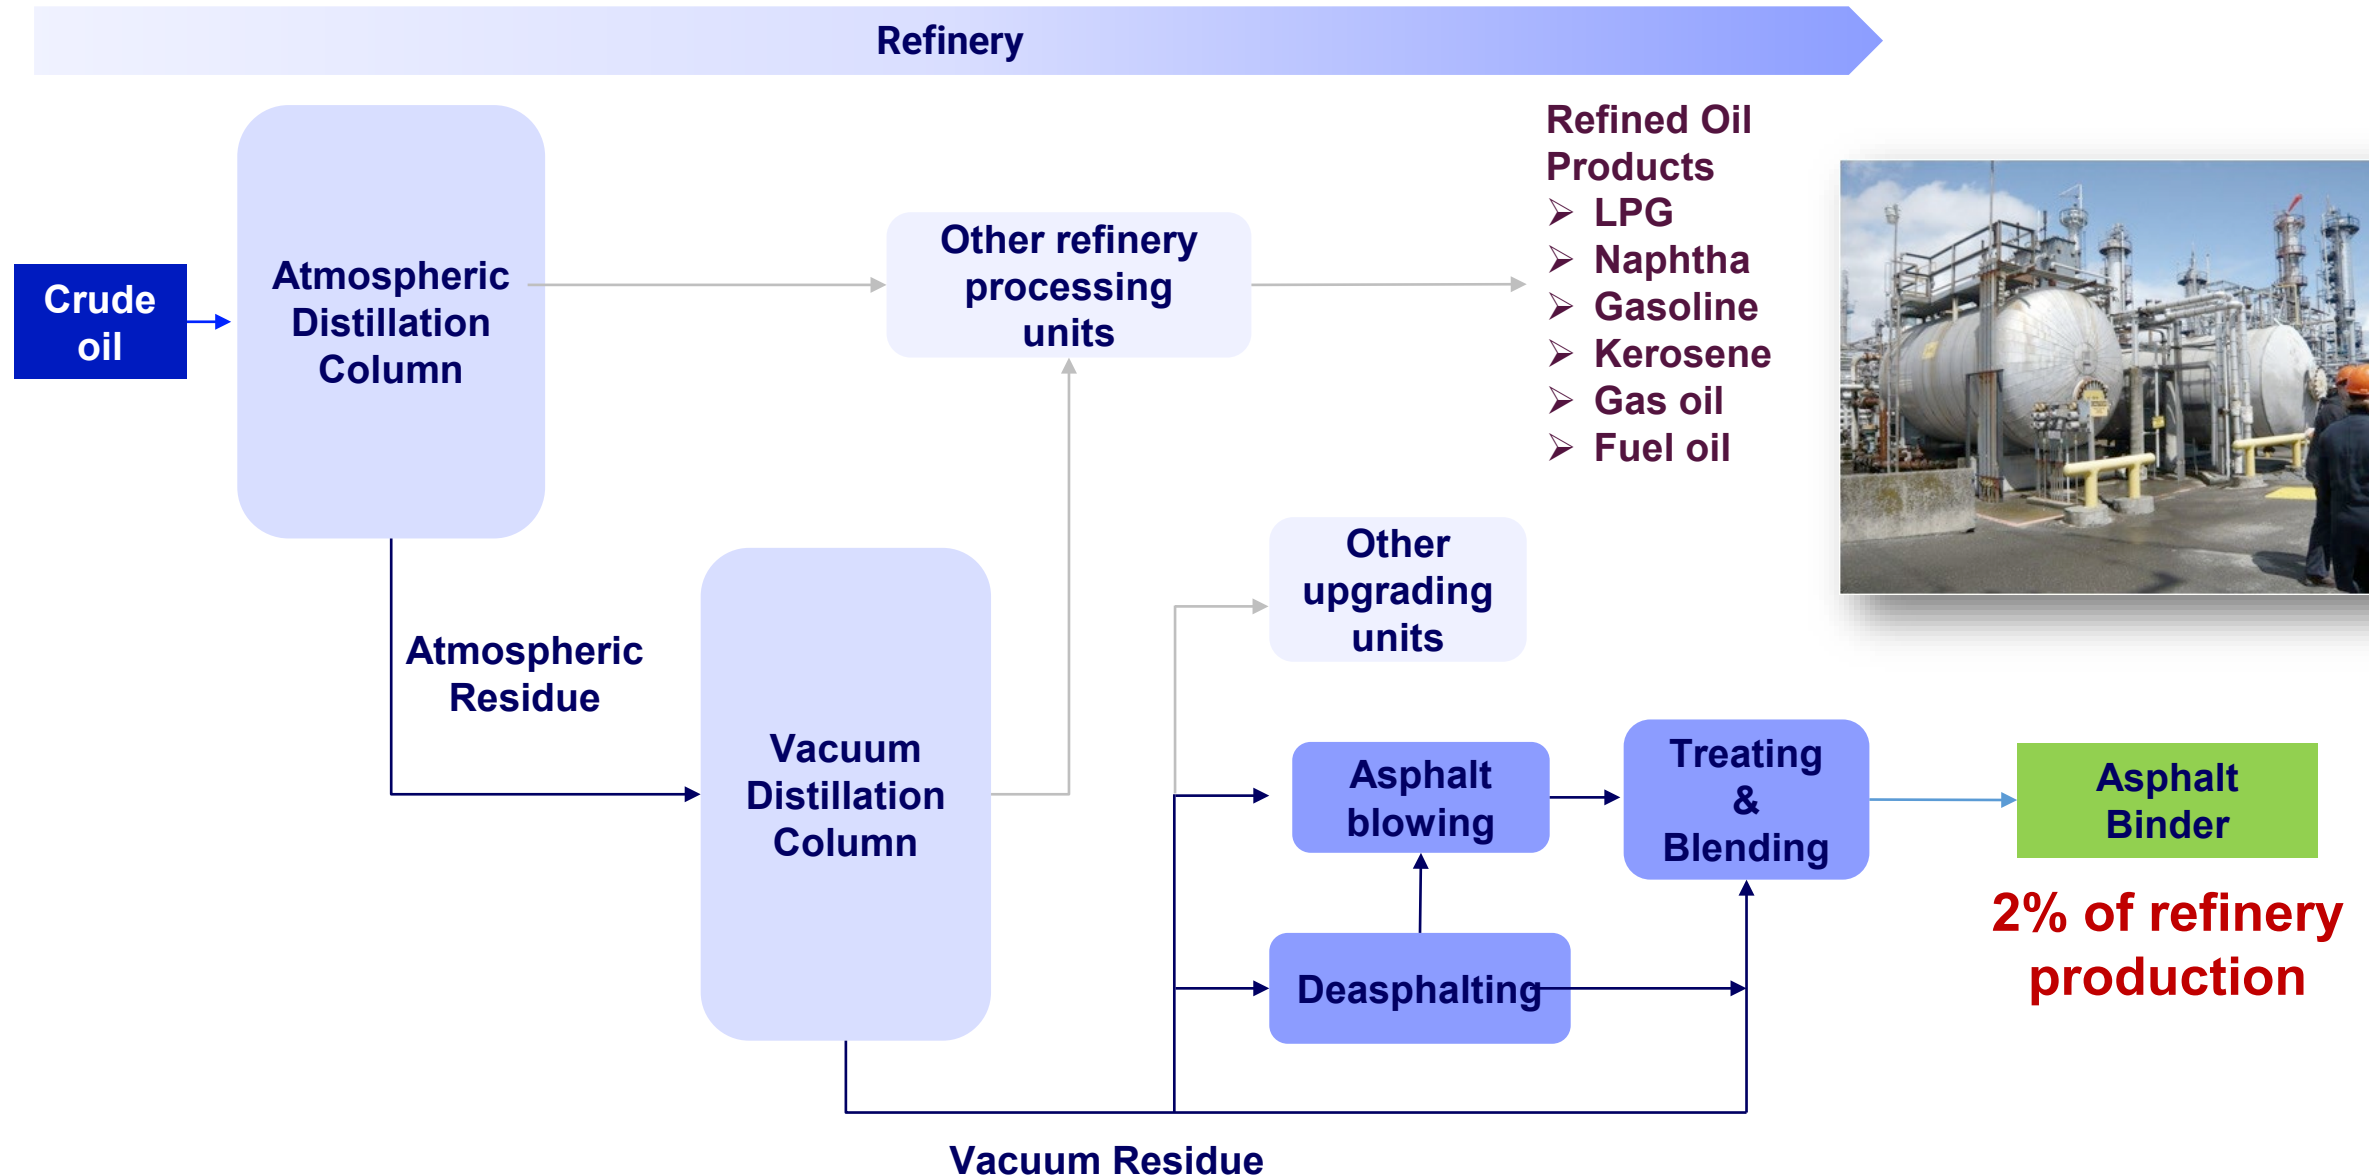 Refinery
Crude
oil
Atmospheric
Distillation
Column
Other refinery
processing
units
Refined Oil
Products
➢ LPG
➢ Naphtha
➢ Gasoline
➢ Kerosene
➢ Gas oil
➢ Fuel oil
Atmospheric
Residue
Vacuum
Distillation
Column
Other
upgrading
units
Asphalt
blowing
Treating
&
Blending
Asphalt
Binder
2% of refinery
production
Deasphalting
Vacuum Residue